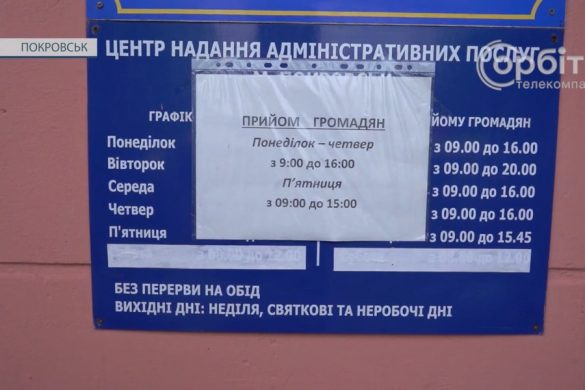 ПОКРОВСЬК
орбіт
телекомпа
ЦЕНТР НАДАННЯ АДМІНІСТРАТИВНИХ ПОСЛУГ
ГРАФІК
ЙОМУ ГРОМАДЯН
ПРИЙОМ ГРОМАДЯН
Понеділок – четвер
з 9:00 до 16:00
П'ятниця
з 09:00 до 15:00
Понеділок з 09.00 до 16.00
Вівторок з 09.00 до 20.00
Середа з 09.00 до 16.00
Четвер з 09.00 до 16.00
П'ятниця з 09.00 до 15.45
БЕЗ ПЕРЕРВИ НА ОБІД
ВИХІДНІ ДНІ: НЕДІЛЯ, СВЯТКОВІ ТА НЕРОБОЧІ ДНІ